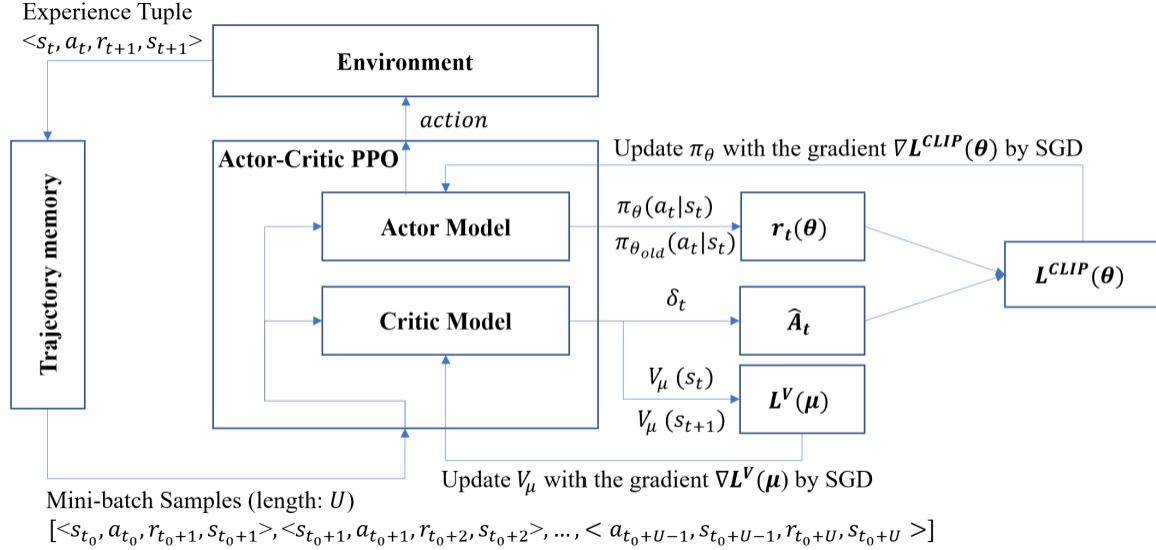 Experience Tuple
<s_t, a_t, r_{t+1}, s_{t+1}>
Environment
action
Trajectory memory
Actor-Critic PPO
Update π_θ with the gradient ∇L^{CLIP}(θ) by SGD
Actor Model
π_θ(a_t|s_t)
π_{θ_{old}}(a_t|s_t)
r_t(θ)
L^{CLIP}(θ)
Critic Model
δ_t
Â_t
V_μ (s_t)
V_μ (s_{t+1})
L^V(μ)
Update V_μ with the gradient ∇L^V(μ) by SGD
Mini-batch Samples (length: U)
[<s_{t_0}, a_{t_0}, r_{t_0+1}, s_{t_0+1}>, <s_{t_0+1}, a_{t_0+1}, r_{t_0+2}, s_{t_0+2}>, ..., < a_{t_0+U-1}, s_{t_0+U-1}, r_{t_0+U}, s_{t_0+U} >]